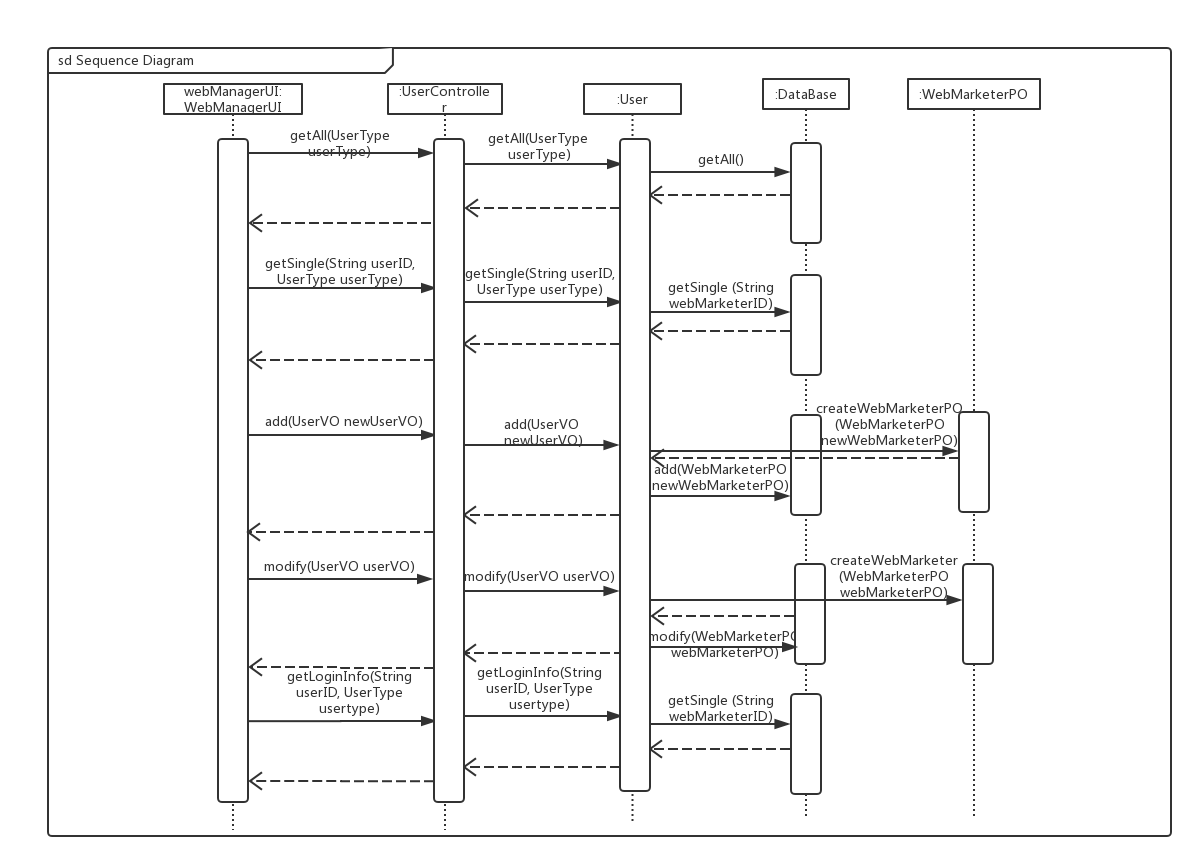 sd Sequence Diagram
webManagerUI:
WebManagerUI
:UserControlle
r
:User
:DataBase
:WebMarketerPO
getAll(UserType
userType)
getAll(UserType
userType)
getAll()
getSingle(String userID,
UserType userType)
getSingle(String userID,
UserType userType)
getSingle (String
webMarketerID)
add(UserVO newUserVO)
add(UserVO
newUserVO)
createWebMarketerPO
(WebMarketerPO
newWebMarketerPO)
add(WebMarketerPO
newWebMarketerPO)
modify(UserVO userVO)
modify(UserVO userVO)
createWebMarketer
(WebMarketerPO
webMarketerPO)
modify(WebMarketerPO
webMarketerPO)
getLoginInfo(String
userID, UserType
usertype)
getLoginInfo(String
userID, UserType
usertype)
getSingle (String
webMarketerID)